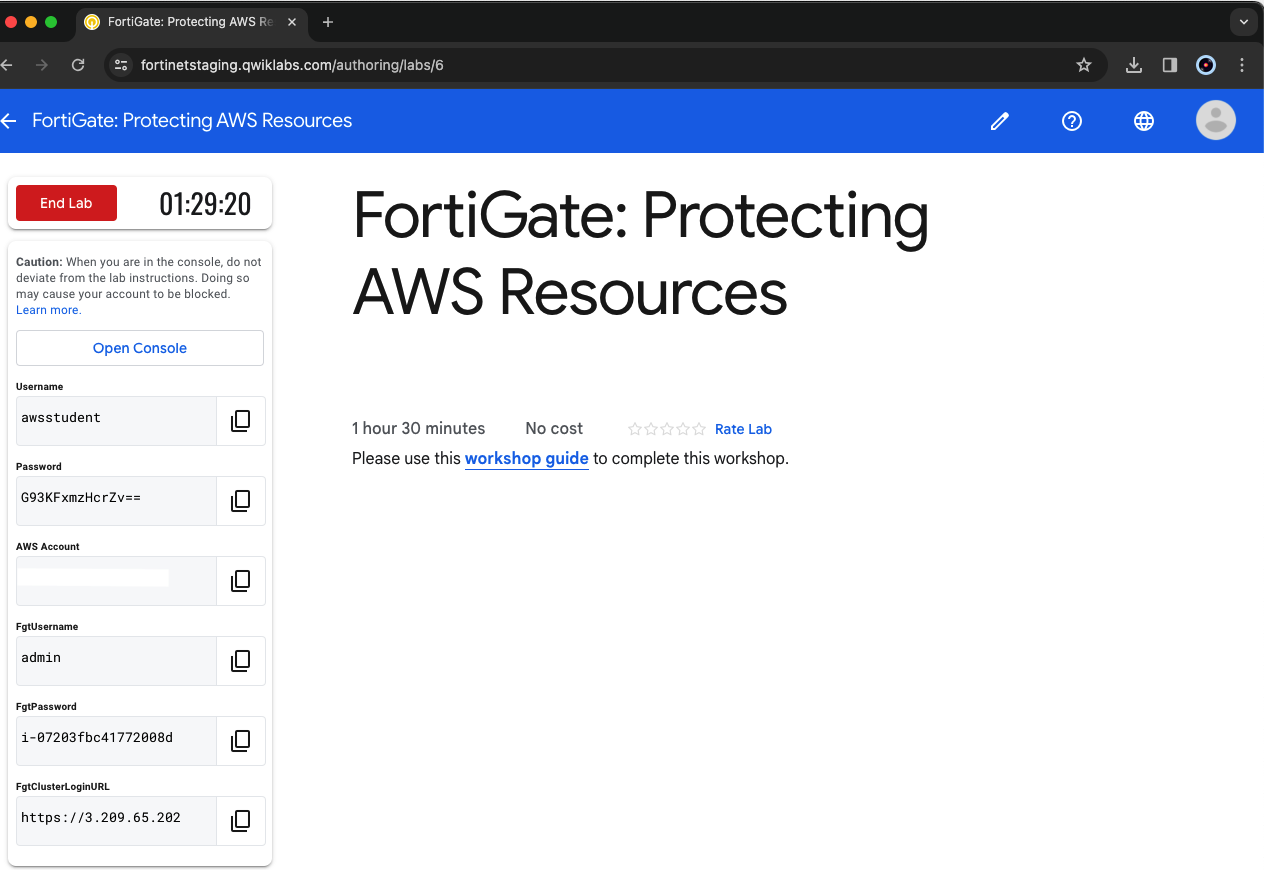 FortiGate: Protecting AWS Re
fortinetstaging.qwiklabs.com/authoring/labs/6
FortiGate: Protecting AWS Resources
End Lab
01:29:20
Caution: When you are in the console, do not
deviate from the lab instructions. Doing so
may cause your account to be blocked.
Learn more.
Open Console
Username
awsstudent
Password
G93KFxmzHcrZv==
AWS Account
FgtUsername
admin
FgtPassword
i-07203fbc41772008d
FgtClusterLoginURL
https://3.209.65.202
FortiGate: Protecting
AWS Resources
1 hour 30 minutes
No cost
Rate Lab
Please use this workshop guide to complete this workshop.